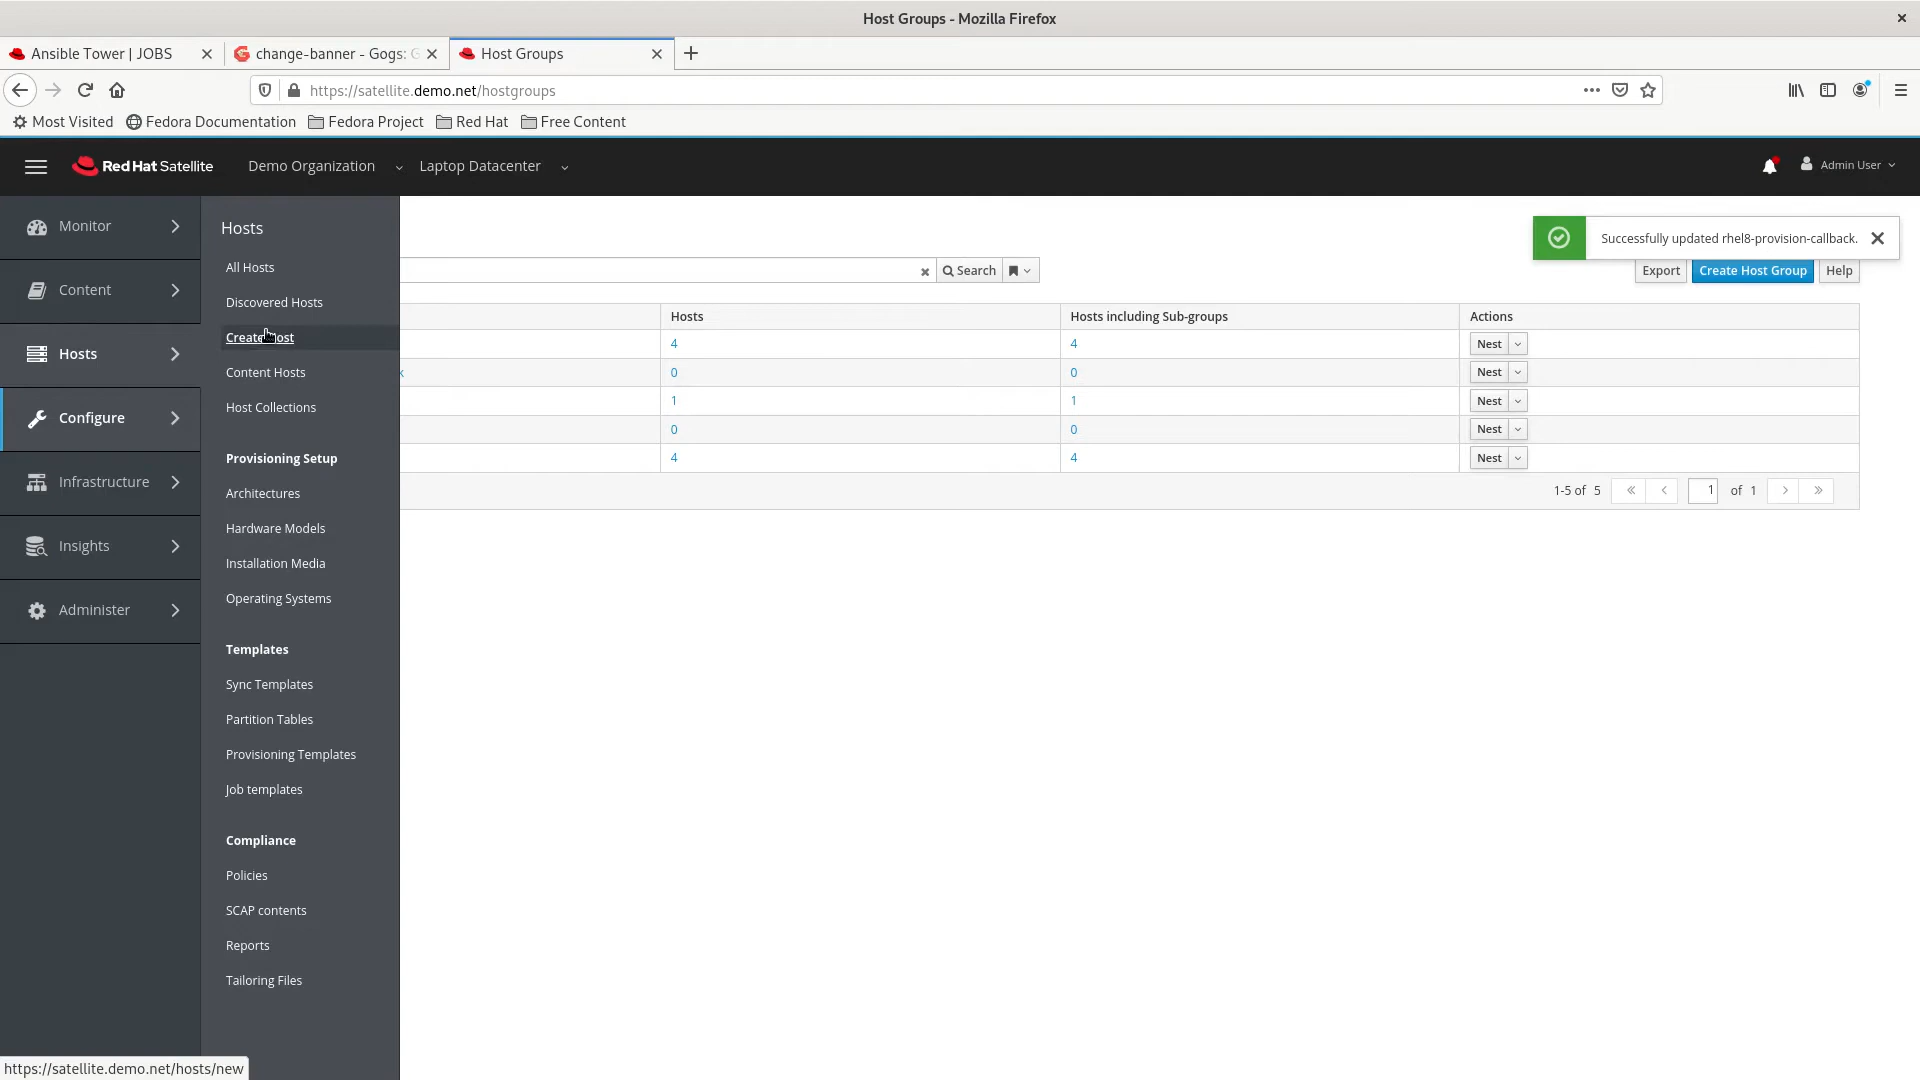 Host Groups - Mozilla Firefox
Ansible Tower | JOBS
change-banner - Gogs: G
Host Groups
https://satellite.demo.net/hostgroups
Most Visited
Fedora Documentation
Fedora Project
Red Hat
Free Content
Red Hat Satellite
Demo Organization
Laptop Datacenter
Admin User
Monitor
Content
Hosts
Configure
Infrastructure
Insights
Administer
Hosts
All Hosts
Discovered Hosts
Create Host
Content Hosts
Host Collections
Provisioning Setup
Architectures
Hardware Models
Installation Media
Operating Systems
Templates
Sync Templates
Partition Tables
Provisioning Templates
Job templates
Compliance
Policies
SCAP contents
Reports
Tailoring Files
Successfully updated rhel8-provision-callback.
Search
Export
Create Host Group
Help
Hosts
Hosts including Sub-groups
Actions
4 4 Nest
k 0 0 Nest
1 1 Nest
0 0 Nest
4 4 Nest
1-5 of 5
1 of 1
https://satellite.demo.net/hosts/new